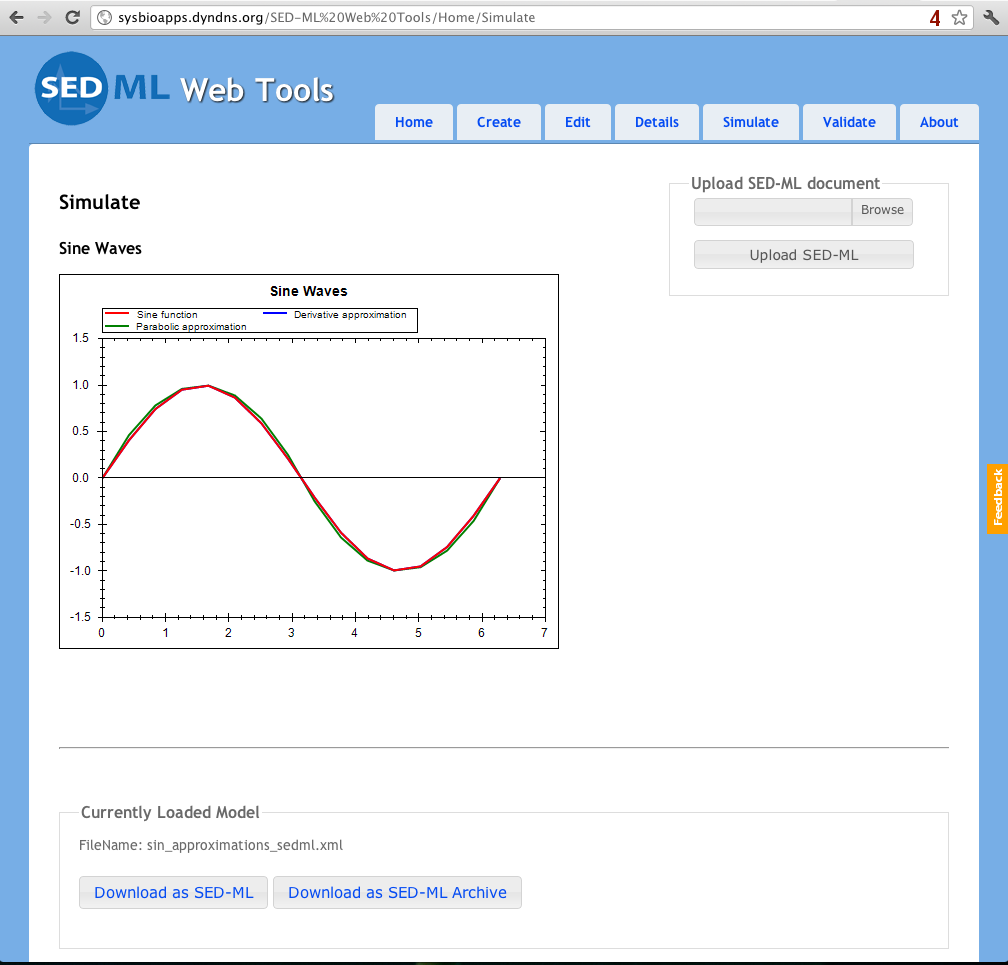 sysbioapps.dyndns.org/SED-ML%20Web%20Tools/Home/Simulate 4
SED ML Web Tools
Home Create Edit Details Simulate Validate About
Upload SED-ML document
Browse
Upload SED-ML
Simulate
Sine Waves
Sine Waves
Sine function Derivative approximation
Parabolic approximation
1.5
1.0
0.5
0.0
-0.5
-1.0
-1.5
0 1 2 3 4 5 6 7
Feedback
Currently Loaded Model
FileName: sin_approximations_sedml.xml
Download as SED-ML Download as SED-ML Archive